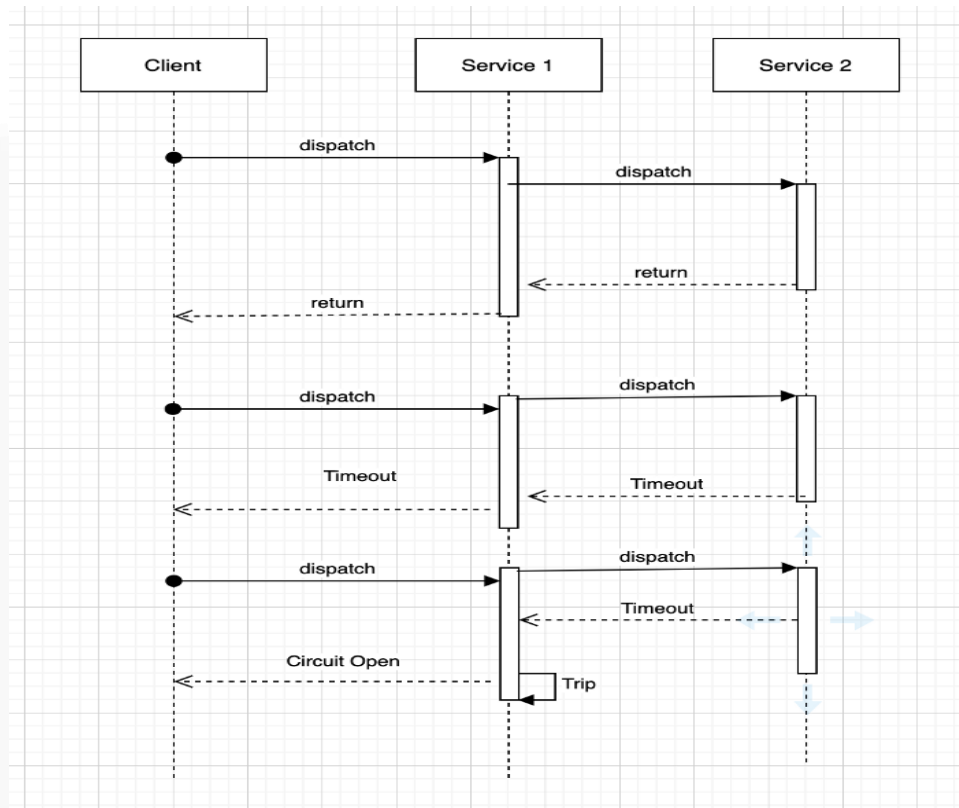 Client
Service 1
Service 2
dispatch
dispatch
return
return
dispatch
dispatch
Timeout
Timeout
dispatch
dispatch
Timeout
Circuit Open
Trip